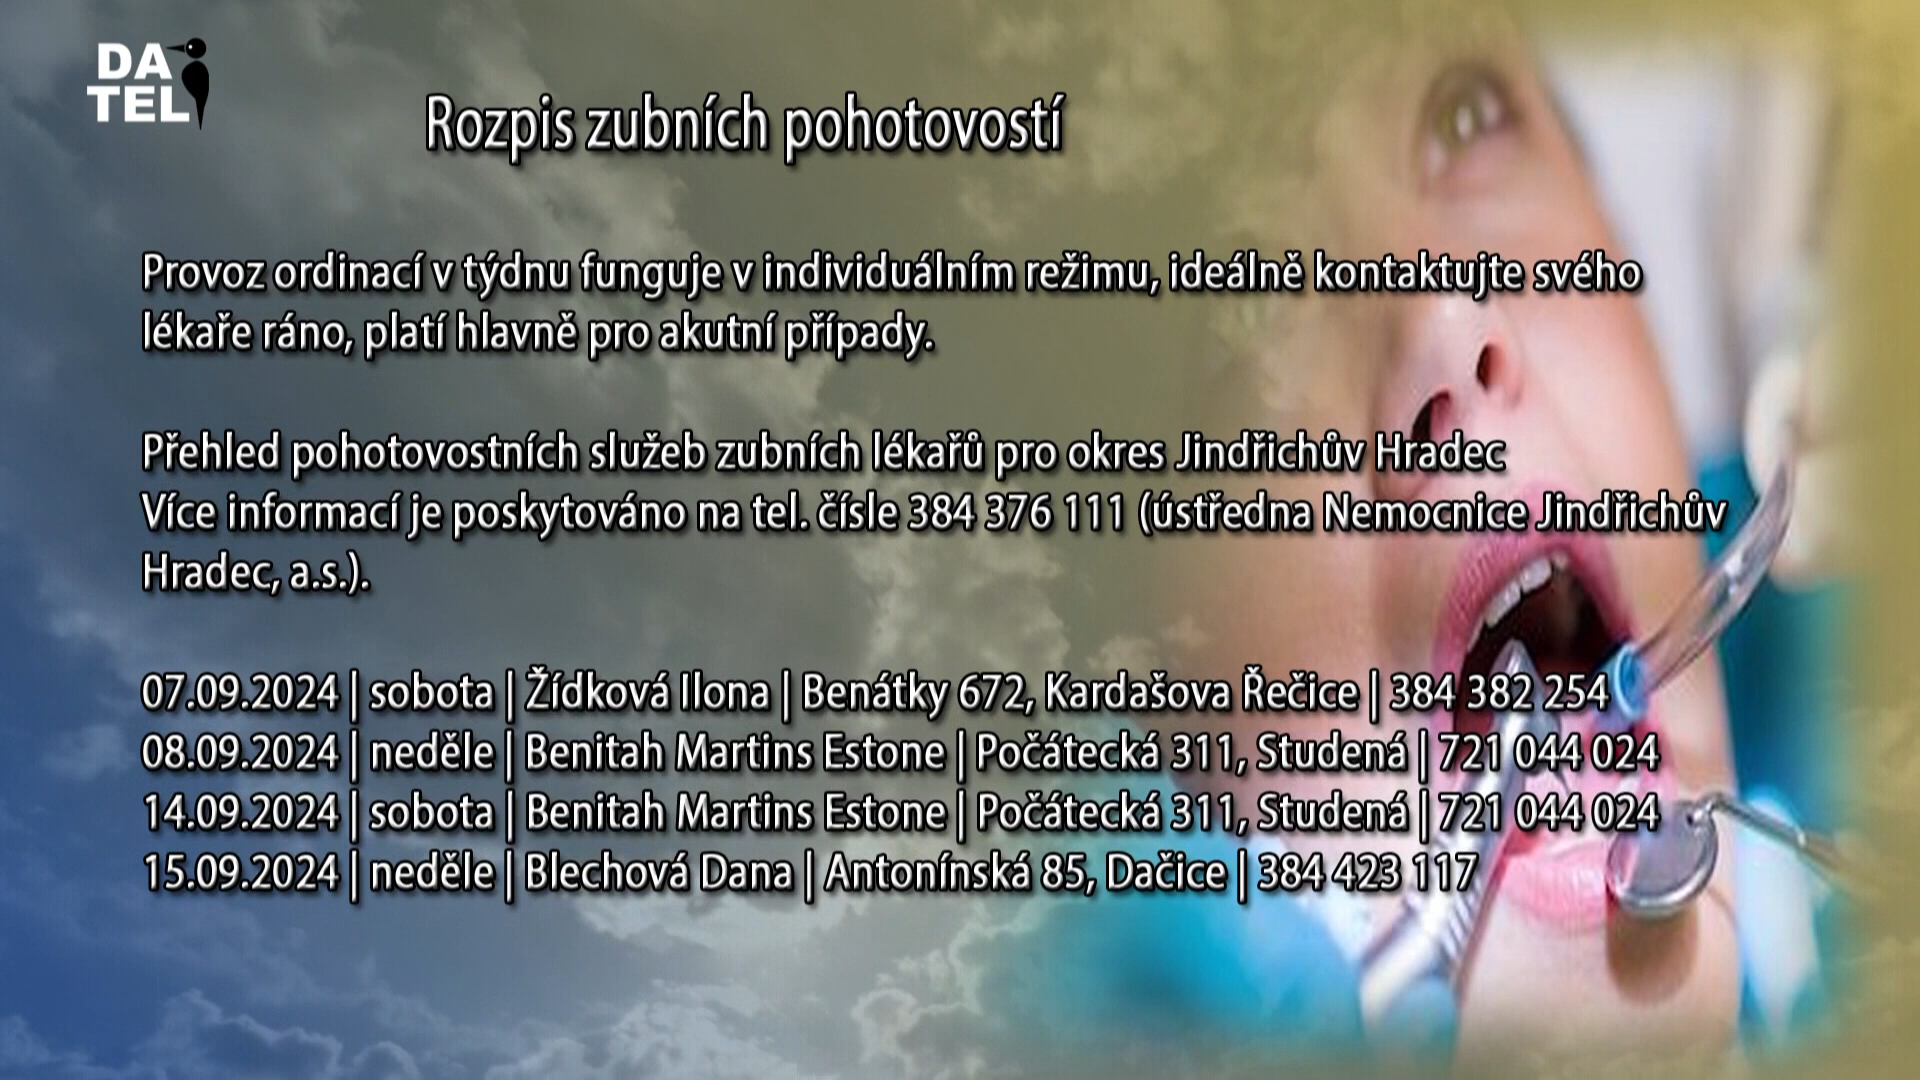 DA
TEL
Rozpis zubních pohotovostí
Provoz ordinací v týdnu funguje v individuálním režimu, ideálně kontaktujte svého
lékaře ráno, platí hlavně pro akutní případy.
Přehled pohotovostních služeb zubních lékařů pro okres Jindřichův Hradec
Více informací je poskytováno na tel. čísle 384 376 111 (ústředna Nemocnice Jindřichův
Hradec, a.s.).
07.09.2024 | sobota | Žídková Ilona | Benátky 672, Kardašova Řečice | 384 382 254
08.09.2024 | neděle | Benitah Martins Estone | Počátecká 311, Studená | 721 044 024
14.09.2024 | sobota | Benitah Martins Estone | Počátecká 311, Studená | 721 044 024
15.09.2024 | neděle | Blechová Dana | Antonínská 85, Dačice | 384 423 117